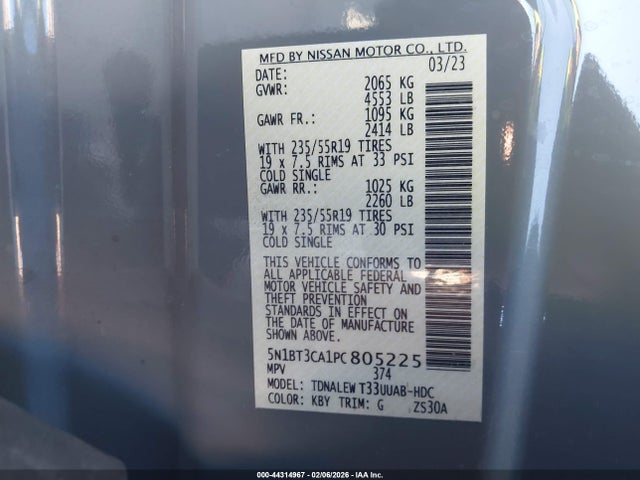 MFD BY NISSAN MOTOR CO., LTD.
DATE: 03/23
GVWR: 2065 KG
4553 LB
GAWR FR.: 1095 KG
2414 LB
WITH 235/55R19 TIRES
19 x 7.5 RIMS AT 33 PSI
COLD SINGLE
GAWR RR.: 1025 KG
2260 LB
WITH 235/55R19 TIRES
19 x 7.5 RIMS AT 30 PSI
COLD SINGLE
THIS VEHICLE CONFORMS TO
ALL APPLICABLE FEDERAL
MOTOR VEHICLE SAFETY AND
THEFT PREVENTION
STANDARDS IN EFFECT ON
THE DATE OF MANUFACTURE
SHOWN ABOVE.
5N1BT3CA1PC805225
MPV 374
MODEL: TDNALEW T33UUAB-HDC
COLOR: KBY TRIM: G ZS30A
000-44314967 - 02/06/2026 - IAA Inc.